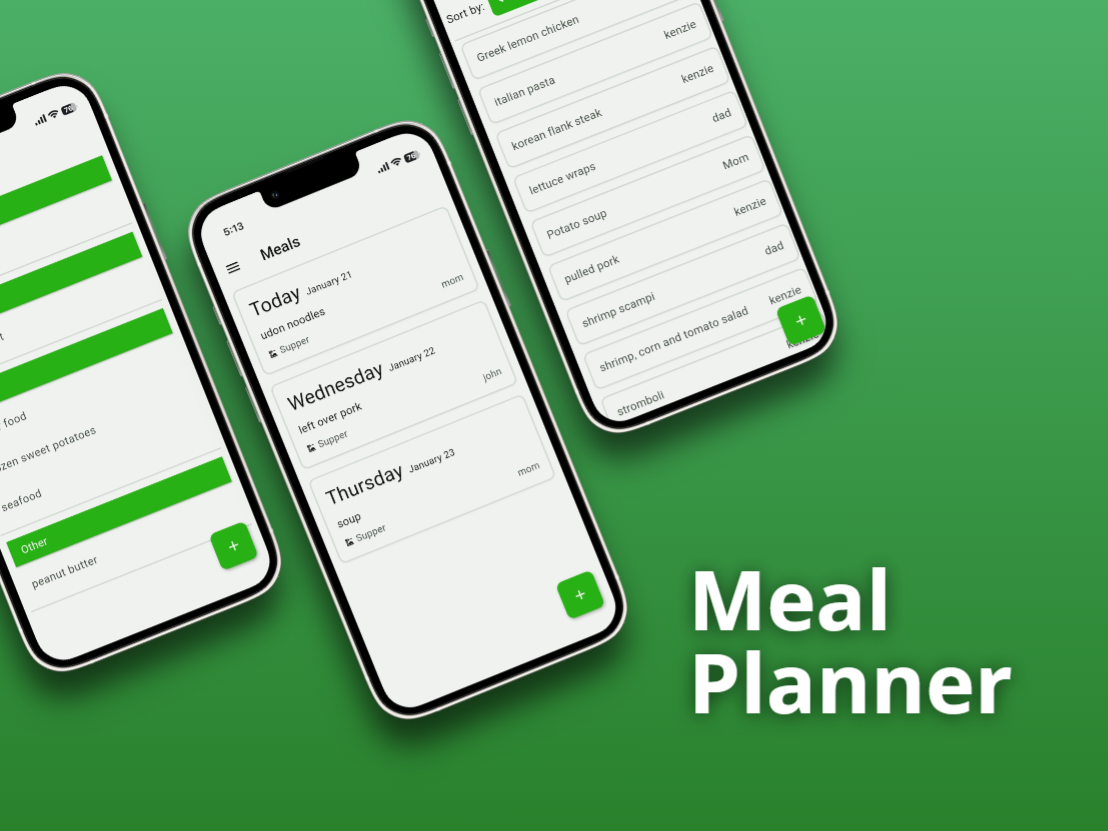 76
t
food
zen sweet potatoes
seafood
Other
peanut butter
+
5:13
76
Meals
Today January 21
udon noodles
mom
Supper
Wednesday January 22
left over pork
john
Supper
Thursday January 23
soup
mom
Supper
+
Sort by:
Greek lemon chicken
italian pasta kenzie
korean flank steak kenzie
lettuce wraps dad
Potato soup Mom
pulled pork kenzie
shrimp scampi dad
shrimp, corn and tomato salad kenzie
stromboli kenzie
+
Meal
Planner